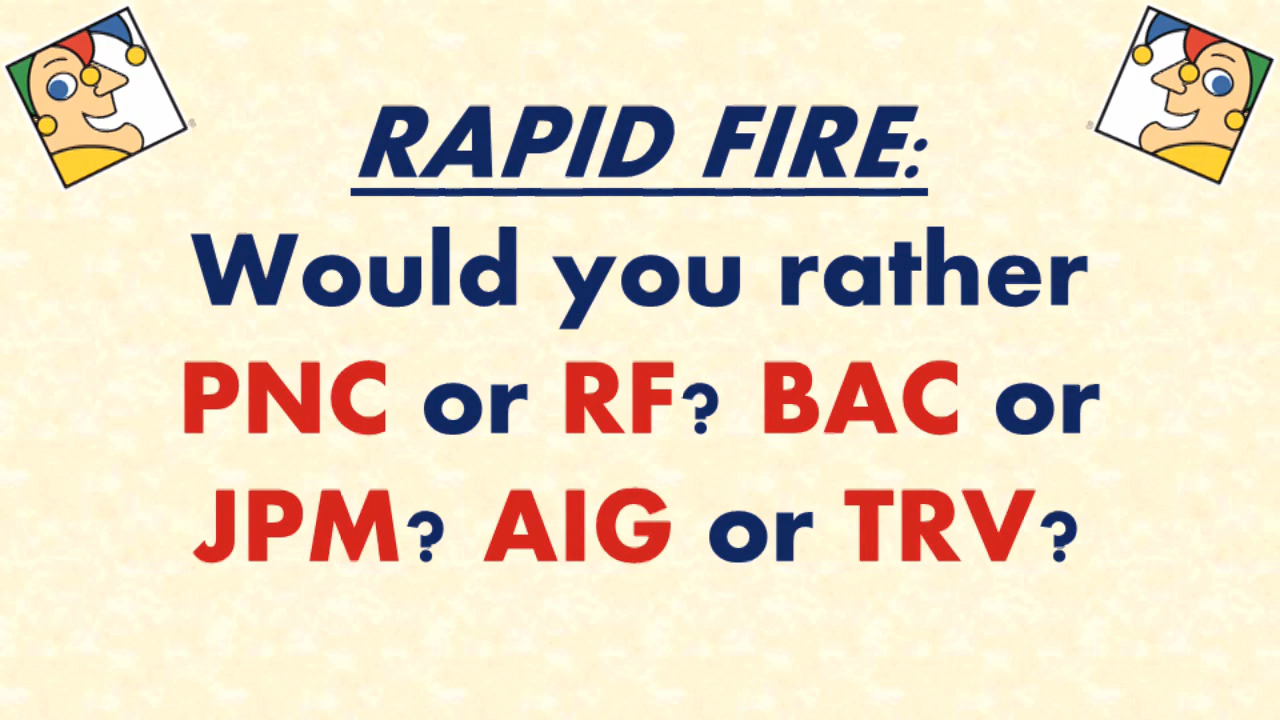 RAPID FIRE:
Would you rather
PNC or RF? BAC or
JPM? AIG or TRV?